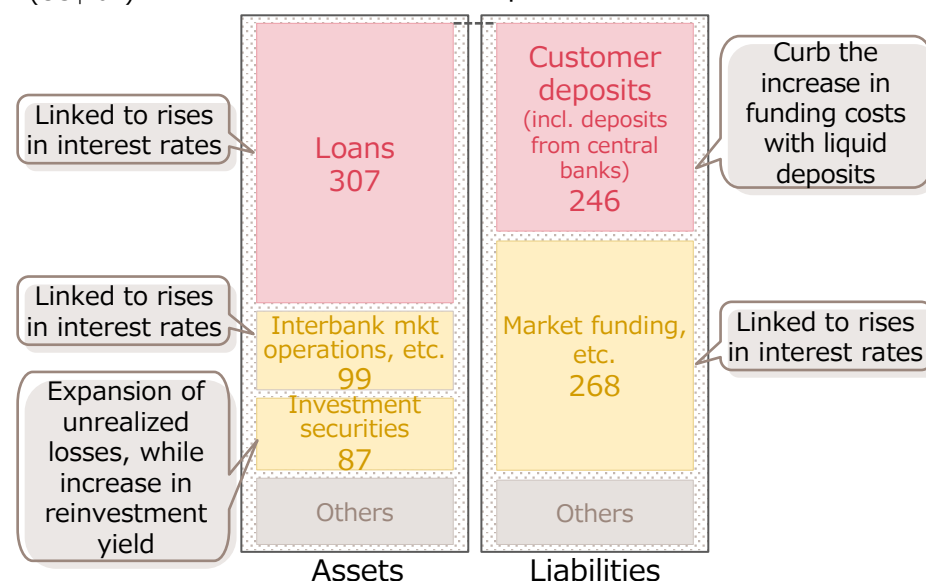 Linked to rises
in interest rates
Loans
307
Customer
deposits
(incl. deposits
from central
banks)
246
Curb the
increase in
funding costs
with liquid
deposits
Linked to rises
in interest rates
Interbank mkt
operations, etc.
99
Market funding,
etc.
268
Linked to rises
in interest rates
Expansion of
unrealized
losses, while
increase in
reinvestment
yield
Investment
securities
87
Others
Others
Assets
Liabilities